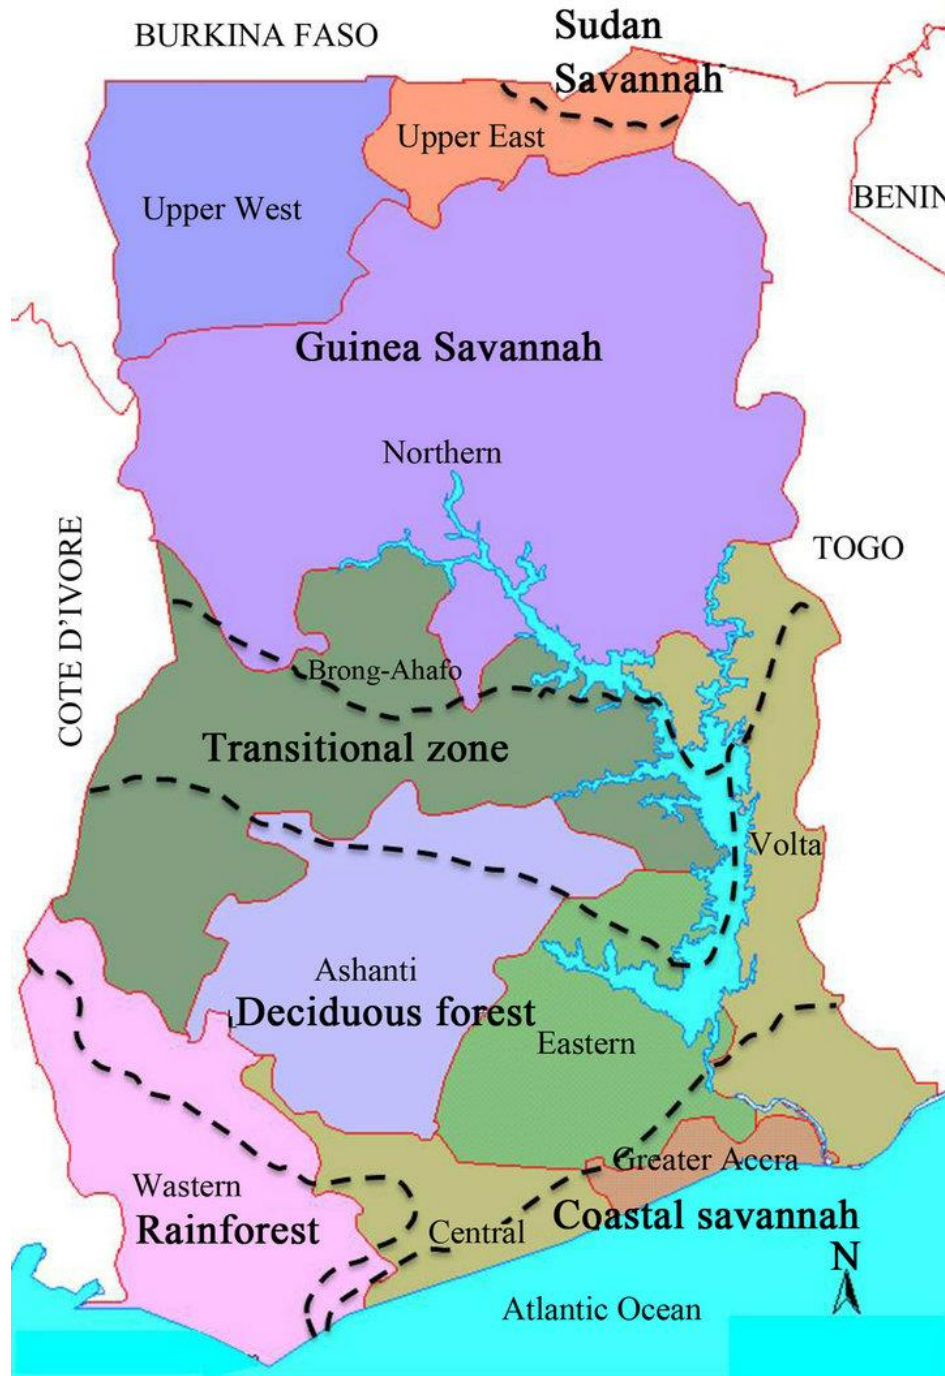 BURKINA FASO
Sudan
Savannah
Upper East
Upper West
BENIN
Guinea Savannah
Northern
TOGO
COTE D'IVORE
Brong-Ahafo
Transitional zone
Volta
Ashanti
Deciduous forest
Eastern
Greater Accra
Wastern
Rainforest
Central
Coastal savannah
N
Atlantic Ocean